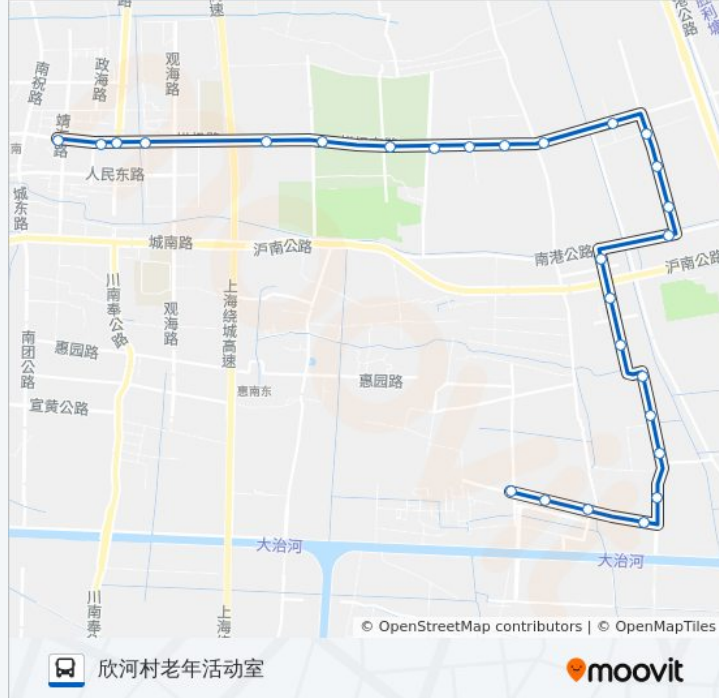 南祝路
政海路
观海路
速
路
南
人民东路
城东路
城南路
沪南公路
南港公路
沪南公路
川南奉公路
观海路
上海绕城高速
南团公路
惠园路
惠南东
惠园路
宣黄公路
大治河
大治河
川南奉
上海
© OpenStreetMap contributors | © OpenMapTiles
欣河村老年活动室
moovit